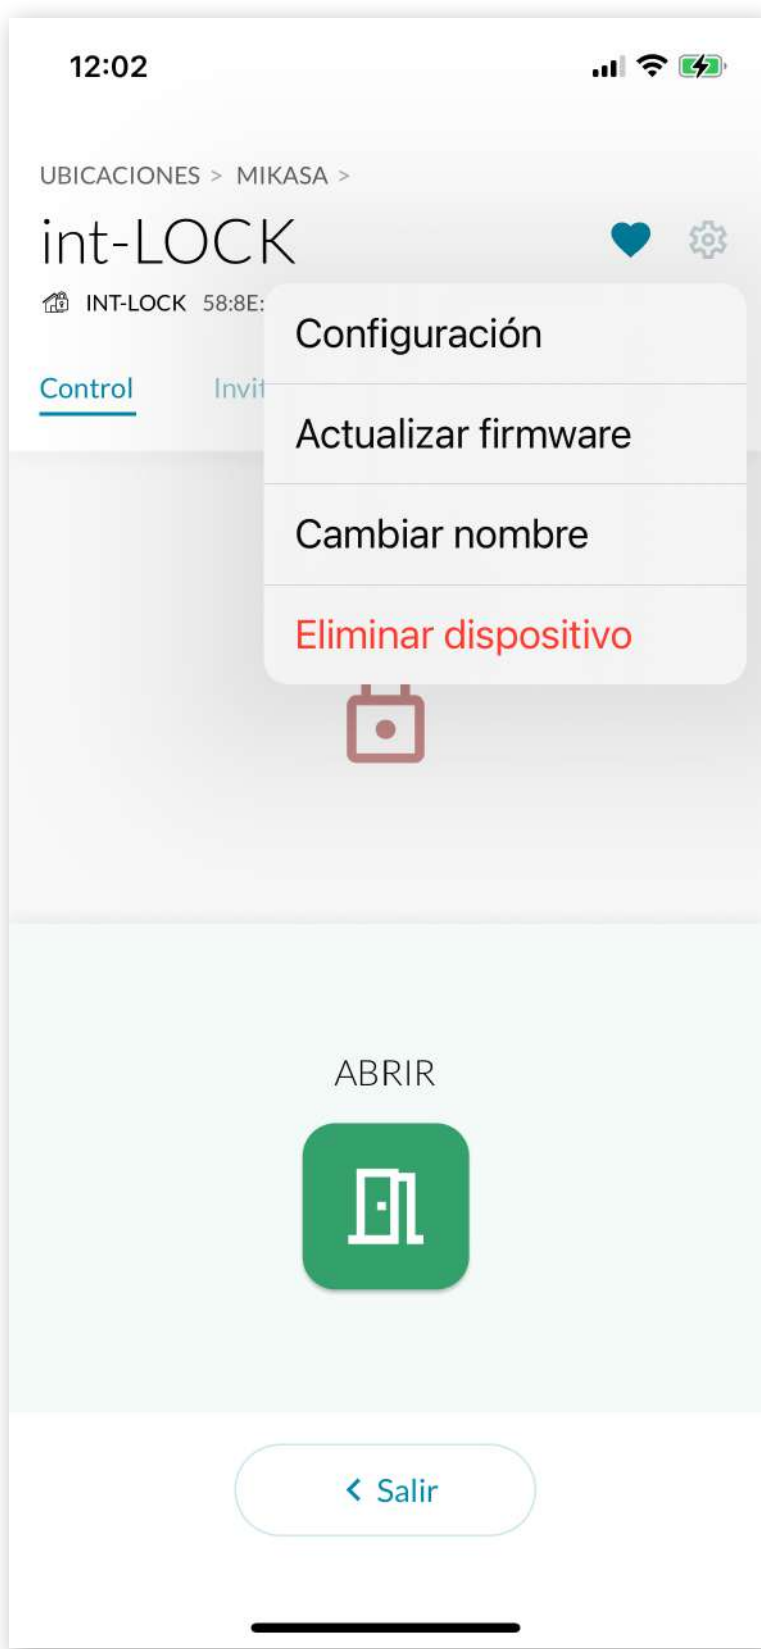 12:02
UBICACIONES > MIKASA >
int-LOCK
INT-LOCK 58:8E:
Configuración
Control
Actualizar firmware
Cambiar nombre
Eliminar dispositivo
ABRIR
< Salir